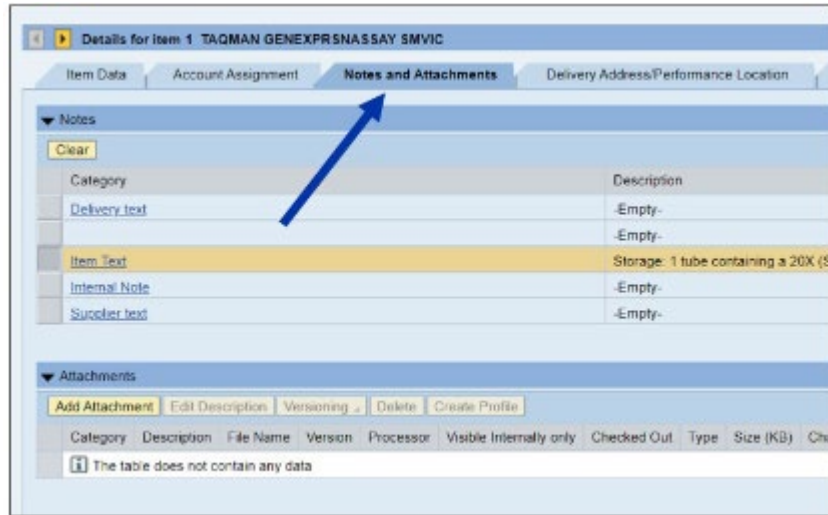 Details for item 1 TAQMAN GENEXPRSNASSAY SMVIC
Item Data Account Assignment Notes and Attachments Delivery Address/Performance Location
Notes
Clear
Category Description
Delivery text -Empty-
-Empty-
Item Text Storage: 1 tube containing a 20X (S
Internal Note -Empty-
Supplier text -Empty-
Attachments
Add Attachment Edit Description Versioning Delete Create Profile
Category Description File Name Version Processor Visible Internally only Checked Out Type Size (KB) Cha
The table does not contain any data